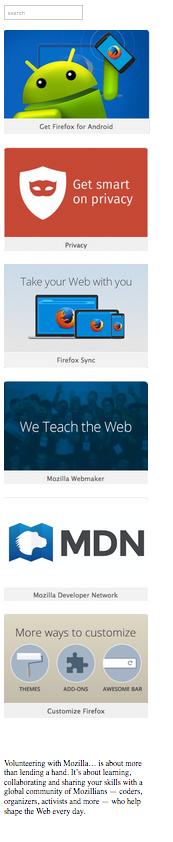 search
Get Firefox for Android
Get smart
on privacy
Privacy
Take your Web with you
Firefox Sync
We Teach the Web
Mozilla Webmaker
MDN
Mozilla Developer Network
More ways to customize
THEMES ADD-ONS AWESOME BAR
Customize Firefox
Volunteering with Mozilla… is about more
than lending a hand. It's about learning,
collaborating and sharing your skills with a
global community of Mozillians — coders,
organizers, activists and more — who help
shape the Web every day.